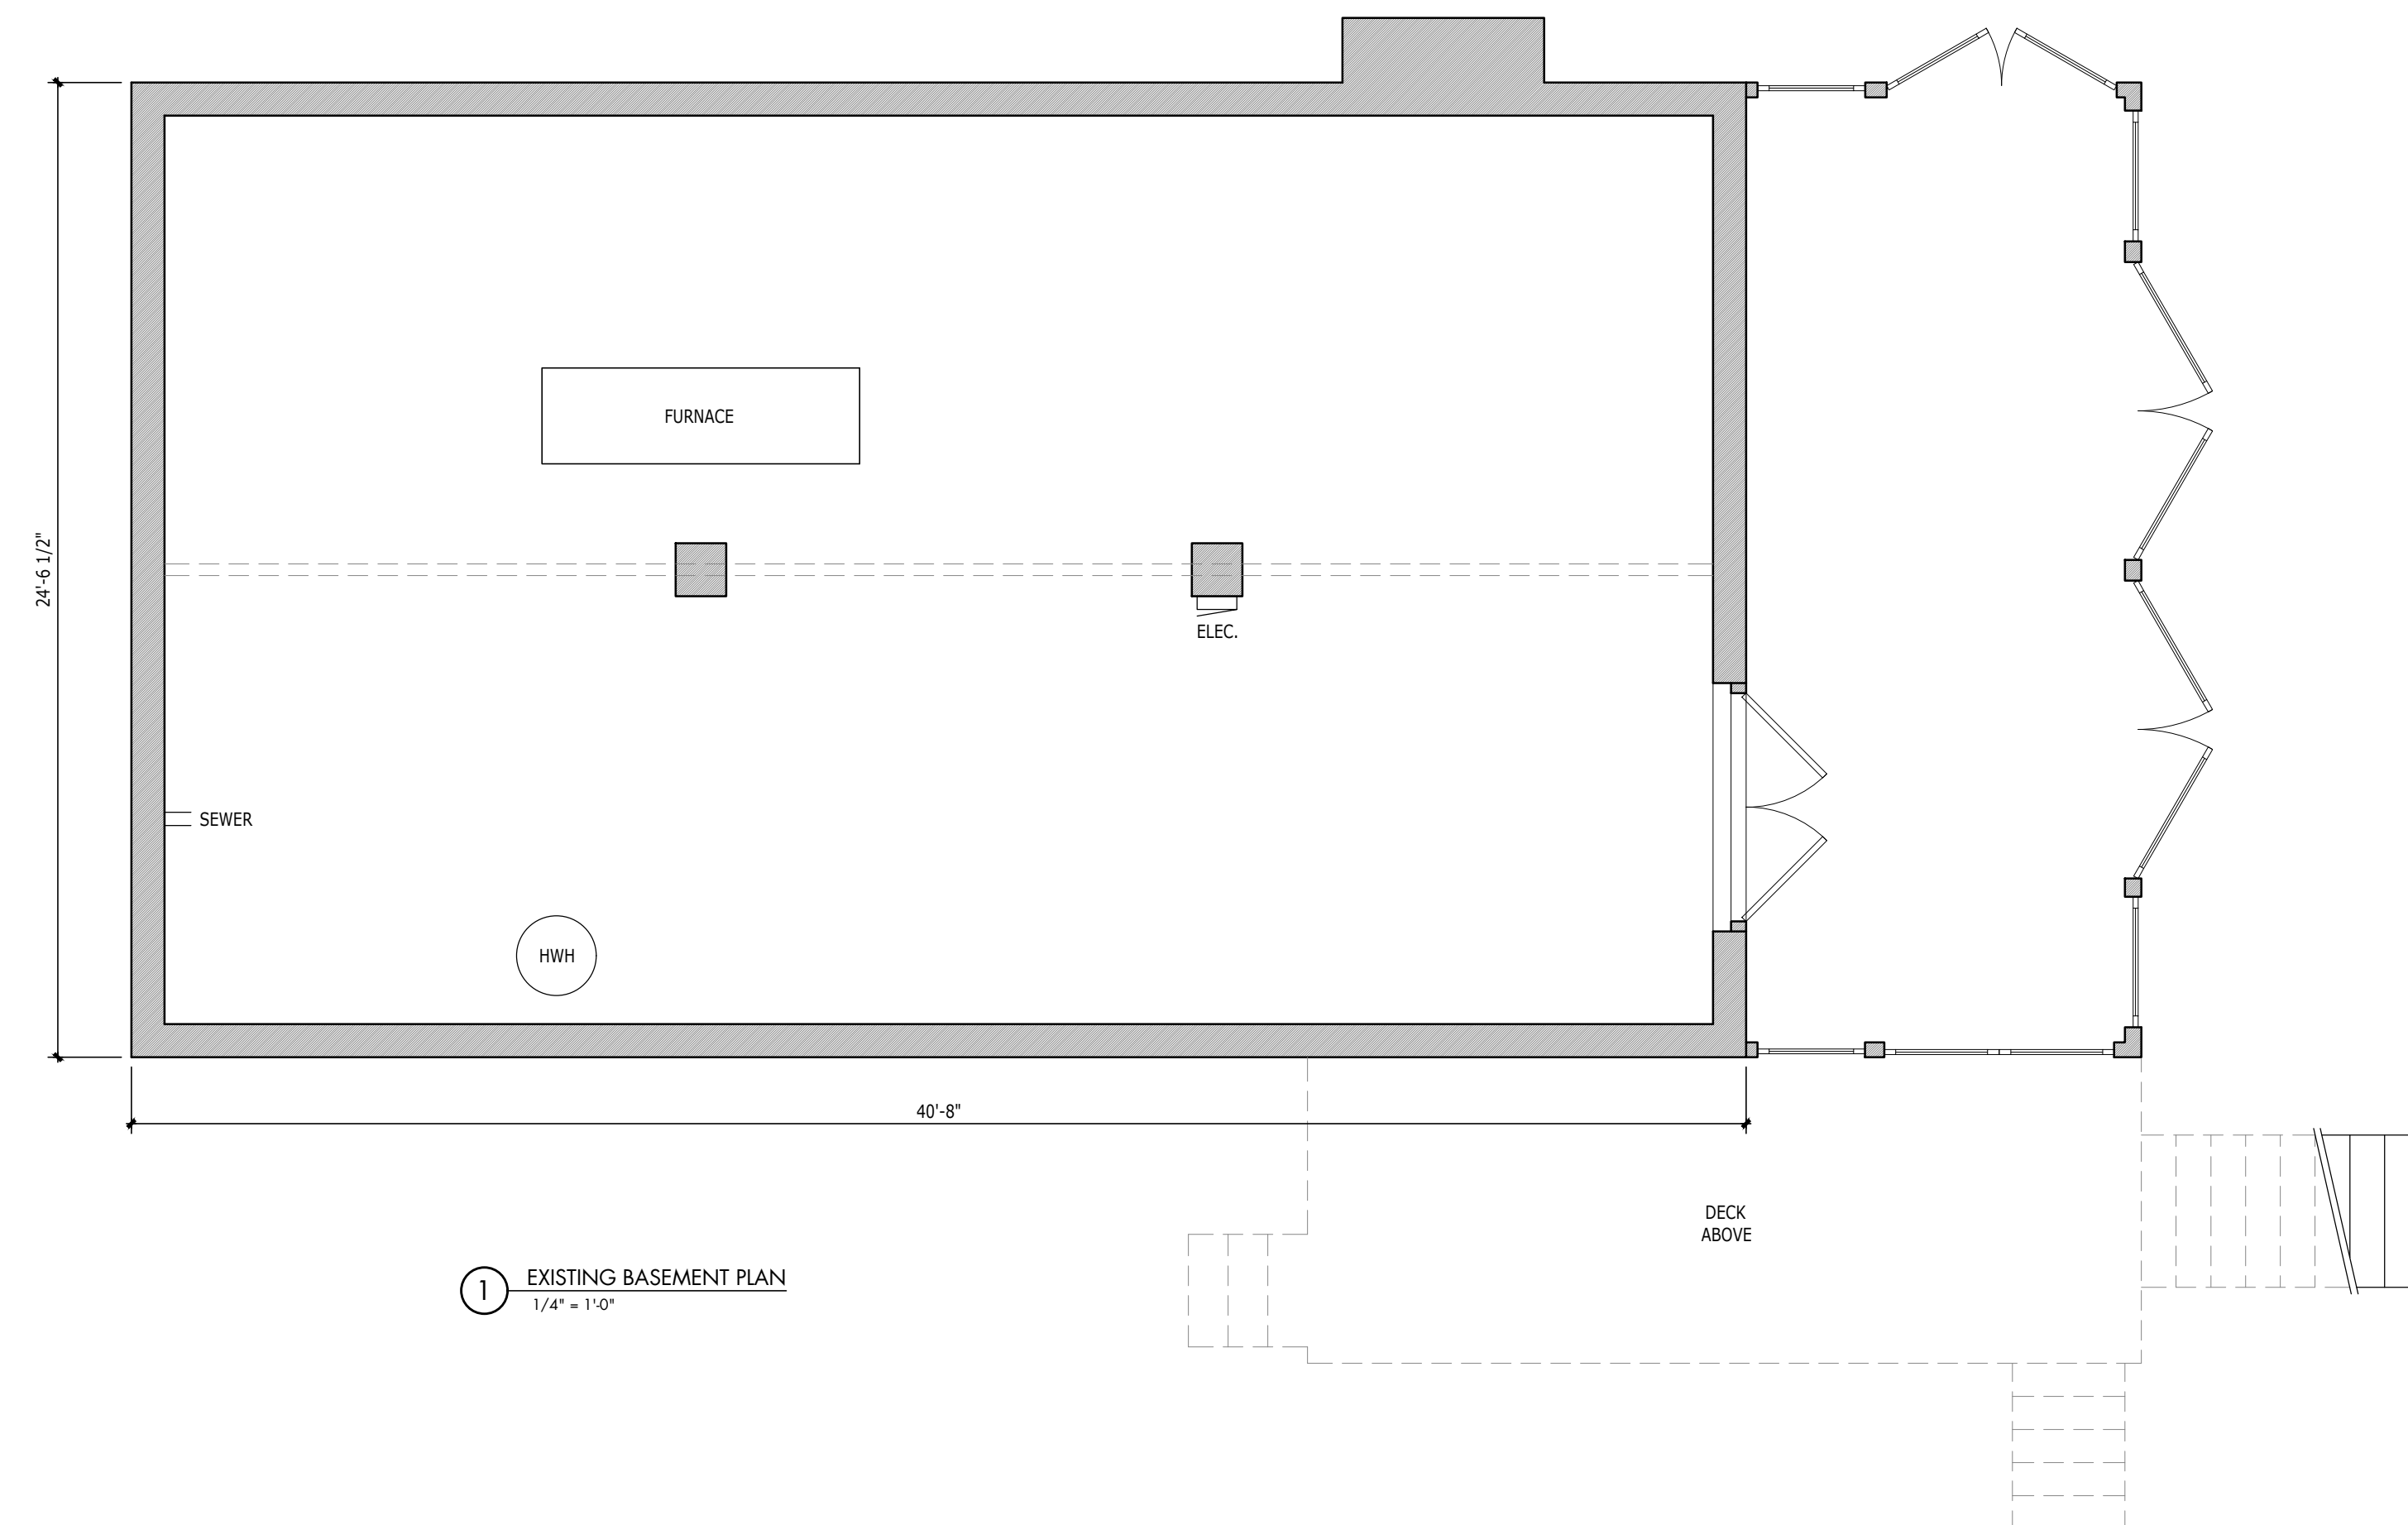 FURNACE
24'-6 1/2"
ELEC.
SEWER
HWH
40'-8"
DECK
ABOVE
1 EXISTING BASEMENT PLAN
1/4" = 1'-0"